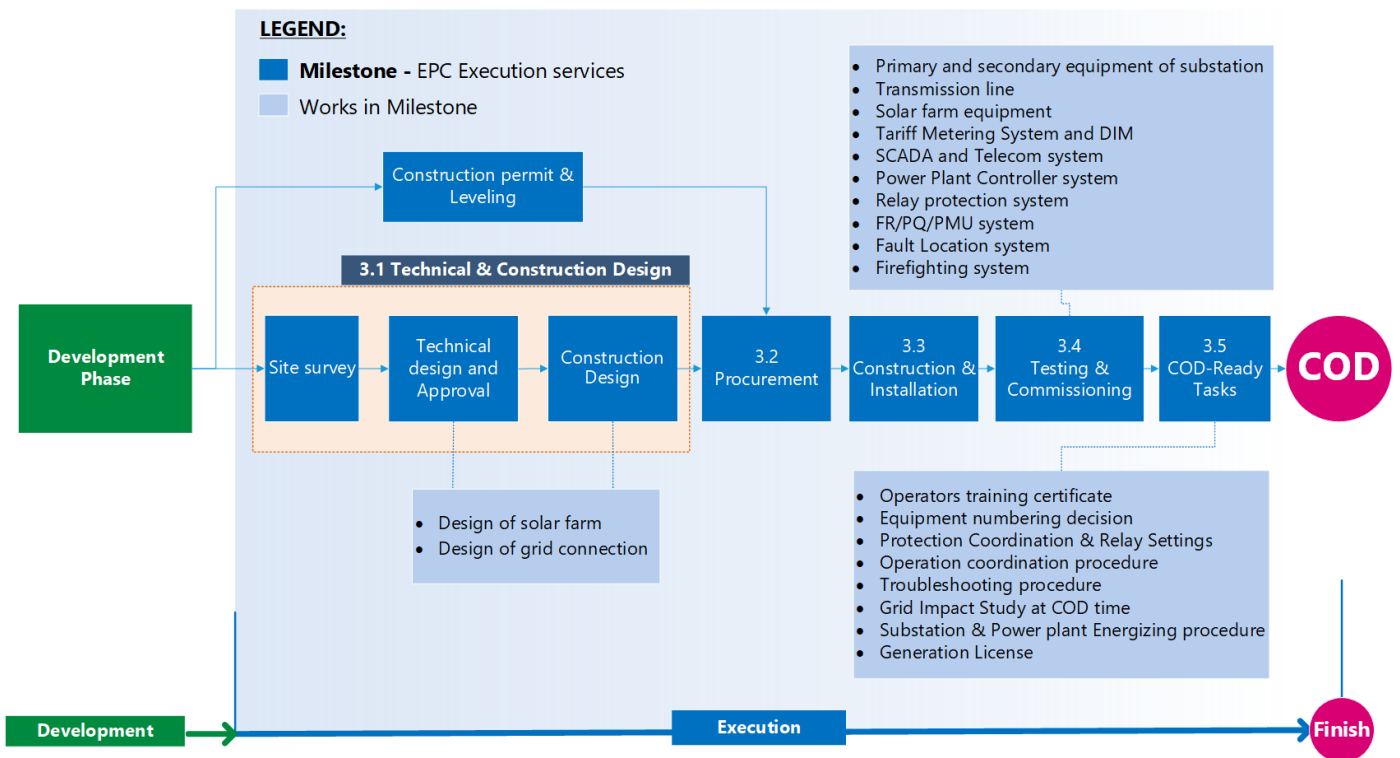 LEGEND:
Milestone - EPC Execution services
Works in Milestone
• Primary and secondary equipment of substation
• Transmission line
• Solar farm equipment
• Tariff Metering System and DIM
• SCADA and Telecom system
• Power Plant Controller system
• Relay protection system
• FR/PQ/PMU system
• Fault Location system
• Firefighting system
Construction permit &
Leveling
3.1 Technical & Construction Design
Development
Phase
Site survey
Technical
design and
Approval
Construction
Design
3.2
Procurement
3.3
Construction &
Installation
3.4
Testing &
Commissioning
3.5
COD-Ready
Tasks
COD
• Design of solar farm
• Design of grid connection
• Operators training certificate
• Equipment numbering decision
• Protection Coordination & Relay Settings
• Operation coordination procedure
• Troubleshooting procedure
• Grid Impact Study at COD time
• Substation & Power plant Energizing procedure
• Generation License
Development
Execution
Finish